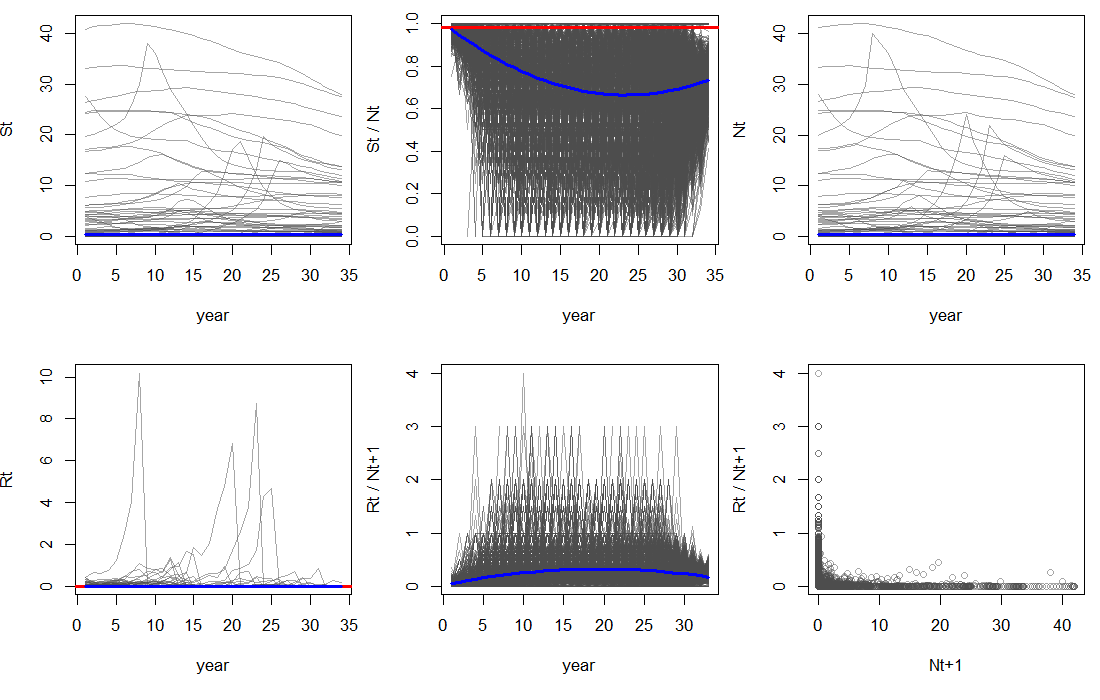 St
0 10 20 30 40
0 5 10 15 20 25 30 35
year
St / Nt
0.0 0.2 0.4 0.6 0.8 1.0
0 5 10 15 20 25 30 35
year
Nt
0 10 20 30 40
0 5 10 15 20 25 30 35
year
Rt
0 2 4 6 8 10
0 5 10 15 20 25 30 35
year
Rt / Nt+1
0 1 2 3 4
0 5 10 15 20 25 30
year
Rt / Nt+1
0 1 2 3 4
0 10 20 30 40
Nt+1